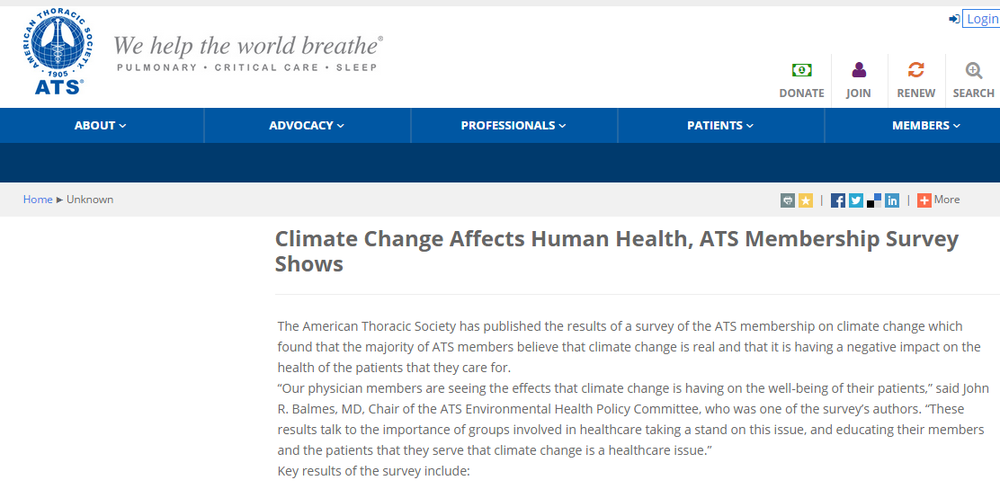 AMERICAN THORACIC SOCIETY
• 1905 •
ATS®
We help the world breathe®
PULMONARY • CRITICAL CARE • SLEEP
Login
DONATE JOIN RENEW SEARCH
ABOUT ADVOCACY PROFESSIONALS PATIENTS MEMBERS
Home ► Unknown
| | More
Climate Change Affects Human Health, ATS Membership Survey
Shows
The American Thoracic Society has published the results of a survey of the ATS membership on climate change which
found that the majority of ATS members believe that climate change is real and that it is having a negative impact on the
health of the patients that they care for.
“Our physician members are seeing the effects that climate change is having on the well-being of their patients,” said John
R. Balmes, MD, Chair of the ATS Environmental Health Policy Committee, who was one of the survey’s authors. “These
results talk to the importance of groups involved in healthcare taking a stand on this issue, and educating their members
and the patients that they serve that climate change is a healthcare issue.”
Key results of the survey include: